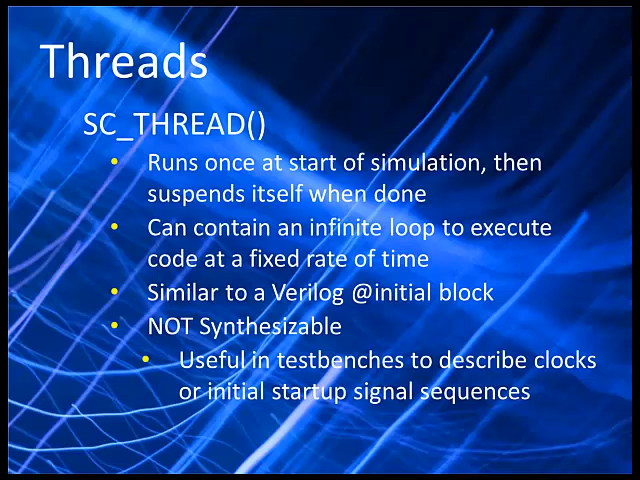 Threads
SC_THREAD()
• Runs once at start of simulation, then
suspends itself when done
• Can contain an infinite loop to execute
code at a fixed rate of time
• Similar to a Verilog @initial block
• NOT Synthesizable
• Useful in testbenches to describe clocks
or initial startup signal sequences